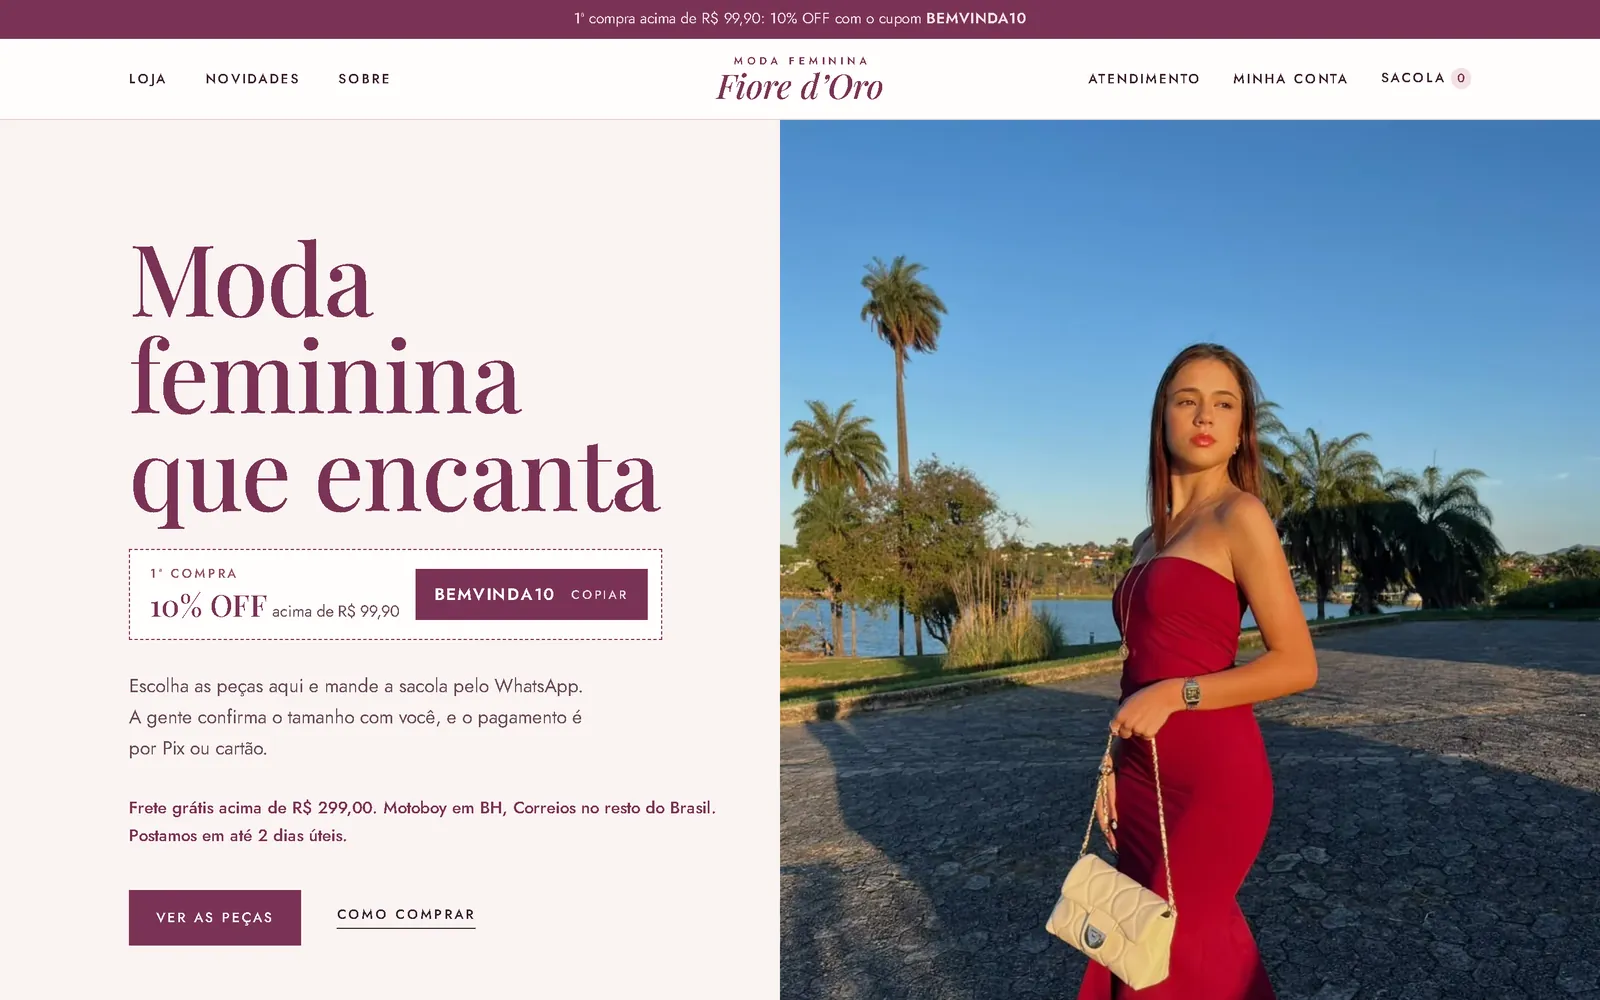 1ª compra acima de R$ 99,90: 10% OFF com o cupom BEMVINDA10
LOJA
NOVIDADES
SOBRE
MODA FEMININA
Fiore d’Oro
ATENDIMENTO
MINHA CONTA
SACOLA 0
Moda
feminina
que encanta
1ª COMPRA
10% OFF acima de R$ 99,90
BEMVINDA10 COPIAR
Escolha as peças aqui e mande a sacola pelo WhatsApp.
A gente confirma o tamanho com você, e o pagamento é
por Pix ou cartão.
Frete grátis acima de R$ 299,00. Motoboy em BH, Correios no resto do Brasil.
Postamos em até 2 dias úteis.
VER AS PEÇAS
COMO COMPRAR